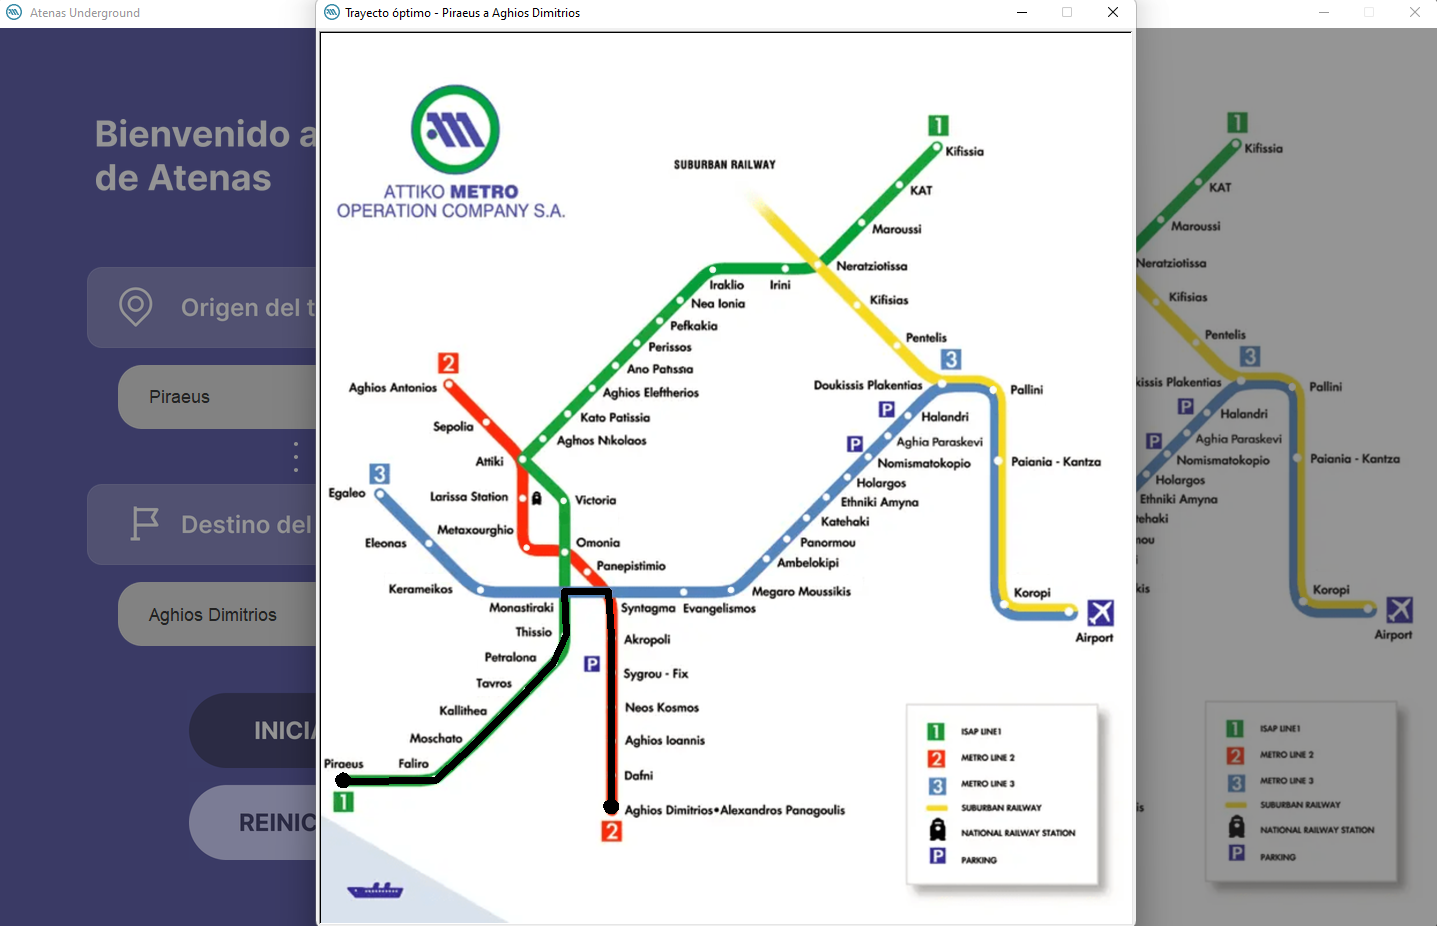 Atenas Underground
Trayecto óptimo - Piraeus a Aghios Dimitrios
Bienvenido a
de Atenas
Origen del t
Piraeus
Destino del
Aghios Dimitrios
INICIA
REINIC
ATTIKO METRO
OPERATION COMPANY S.A.
SUBURBAN RAILWAY
1
Kifissia
KAT
Maroussi
Neratziotissa
Irini
Iraklio
Nea Ionia
Pefkakia
Perissos
Ano Patissia
Aghios Eleftherios
Kato Patissia
Aghios Nikolaos
Kifisias
Pentelis
3
Doukissis Plakentias
Pallini
P
Halandri
P
Aghia Paraskevi
Nomismatokopio
Paiania - Kantza
Holargos
Ethniki Amyna
Katehaki
Panormou
Ambelokipi
Megaro Moussikis
Koropi
Airport
2
Aghios Antonios
Sepolia
Attiki
3
Egaleo
Larissa Station
Victoria
Metaxourghio
Eleonas
Omonia
Panepistimio
Kerameikos
Monastiraki
Syntagma
Evangelismos
Thissio
Akropoli
Petralona
P
Sygrou - Fix
Tavros
Neos Kosmos
Kallithea
Moschato
Aghios Ioannis
Piraeus
Faliro
Dafni
1
Aghios Dimitrios•Alexandros Panagoulis
2
1 ISAP LINE1
2 METRO LINE 2
3 METRO LINE 3
SUBURBAN RAILWAY
NATIONAL RAILWAY STATION
P PARKING
1
Kifissia
KAT
Maroussi
Neratziotissa
Kifisias
Pentelis
3
kissis Plakentias
Pallini
P
Halandri
P
Aghia Paraskevi
Nomismatokopio
Paiania - Kantza
Holargos
Ethniki Amyna
tehaki
mou
i
kis
Koropi
Airport
is
1 ISAP LINE1
2 METRO LINE 2
3 METRO LINE 3
SUBURBAN RAILWAY
NATIONAL RAILWAY STATION
P PARKING